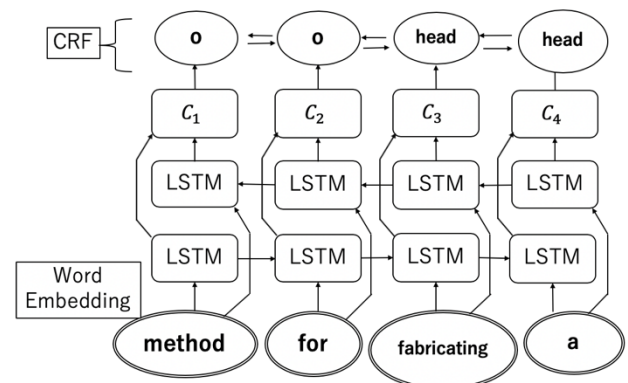 CRF
o o head head
C₁ C₂ C₃ C₄
LSTM LSTM LSTM LSTM
LSTM LSTM LSTM LSTM
Word
Embedding
method for fabricating a